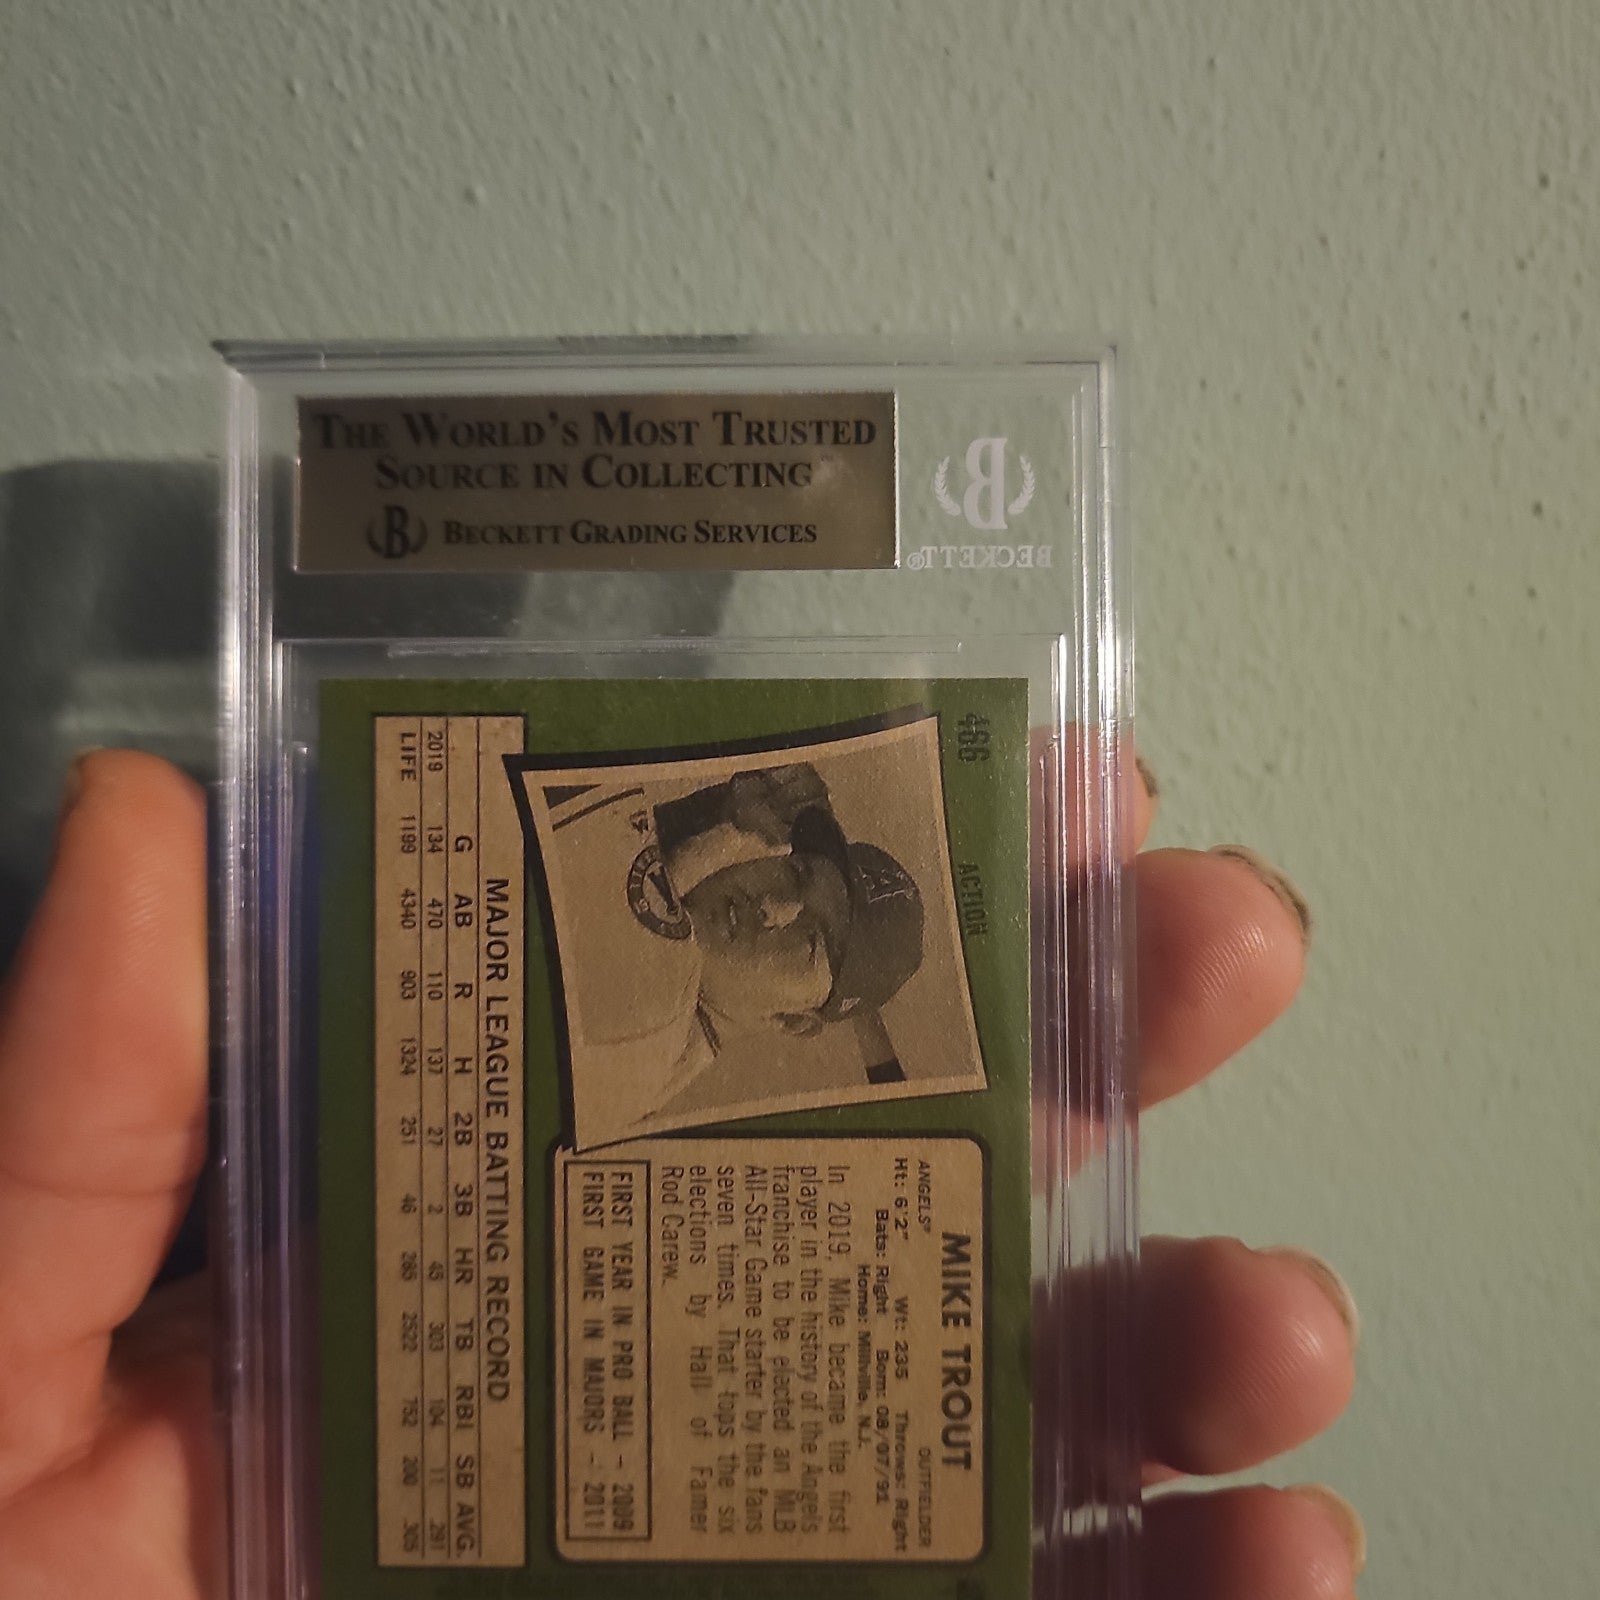 THE WORLD'S MOST TRUSTED
SOURCE IN COLLECTING™
B BECKETT GRADING SERVICES
B
BECKETT®
486
ACTION
MIKE TROUT
ANGELS® OUTFIELDER
Ht: 6'2" Wt: 235 Throws: Right
Bats: Right Born: 08/07/91
Home: Millville, N.J.
In 2019, Mike became the first
player in the history of the Angels
franchise to be elected an MLB
All-Star Game starter by the fans
seven times. That tops the six
elections by Hall of Famer
Rod Carew.
FIRST YEAR IN PRO BALL - 2009
FIRST GAME IN MAJORS - 2011
MAJOR LEAGUE BATTING RECORD
G AB R H 2B 3B HR TB RBI SB AVG.
2019 134 470 110 137 27 2 45 303 104 11 .291
LIFE 1199 4340 903 1324 251 46 285 2522 752 200 .305